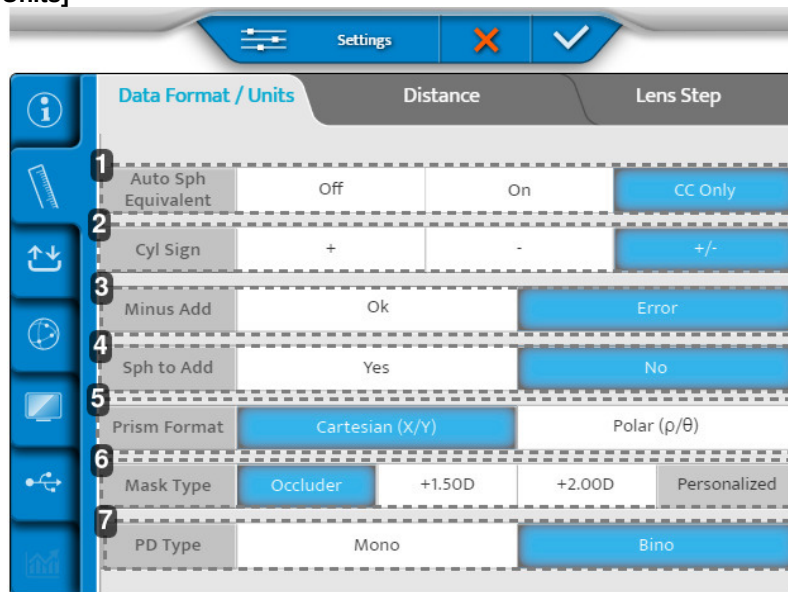 Units]
Settings
Data Format / Units Distance Lens Step
1
Auto Sph Equivalent Off On CC Only
2
Cyl Sign + - +/-
3
Minus Add Ok Error
4
Sph to Add Yes No
5
Prism Format Cartesian (X/Y) Polar (ρ/θ)
6
Mask Type Occluder +1.50D +2.00D Personalized
7
PD Type Mono Bino